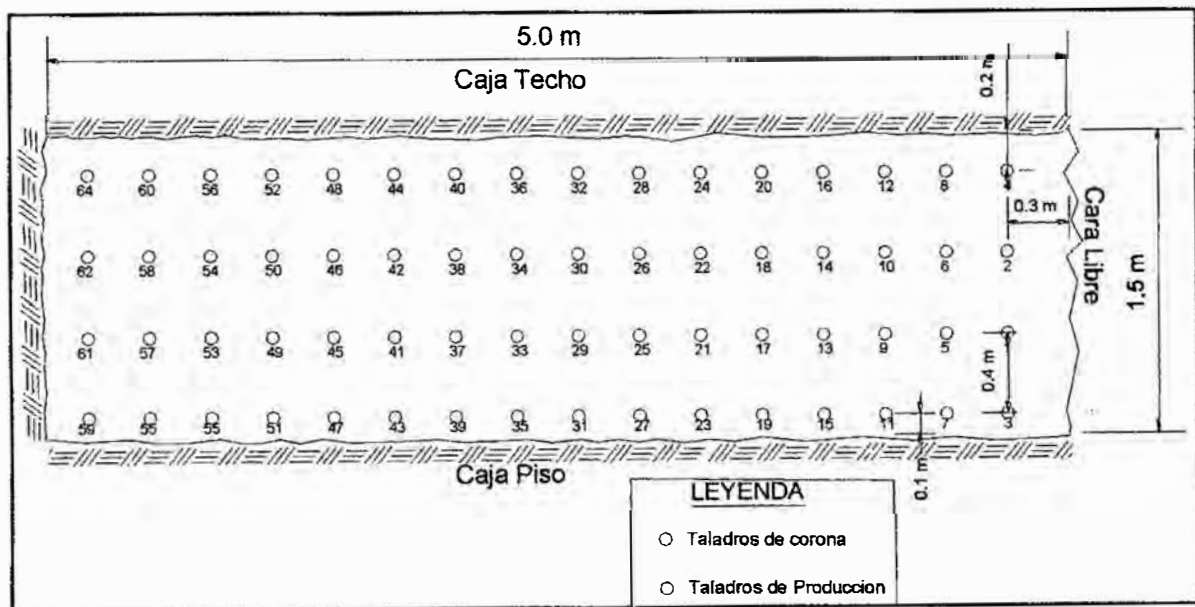 5.0 m
Caja Techo
0.2 m
64 60 56 52 48 44 40 36 32 28 24 20 16 12 8 4
0.3 m
Cara Libre
1.5 m
62 58 54 50 46 42 38 34 30 26 22 18 14 10 6 2
61 57 53 49 45 41 37 33 29 25 21 17 13 9 5
0.4 m
59 55 51 47 43 39 35 31 27 23 19 15 11 7 3
0.1 m
Caja Piso
LEYENDA
Taladros de corona
Taladros de Produccion